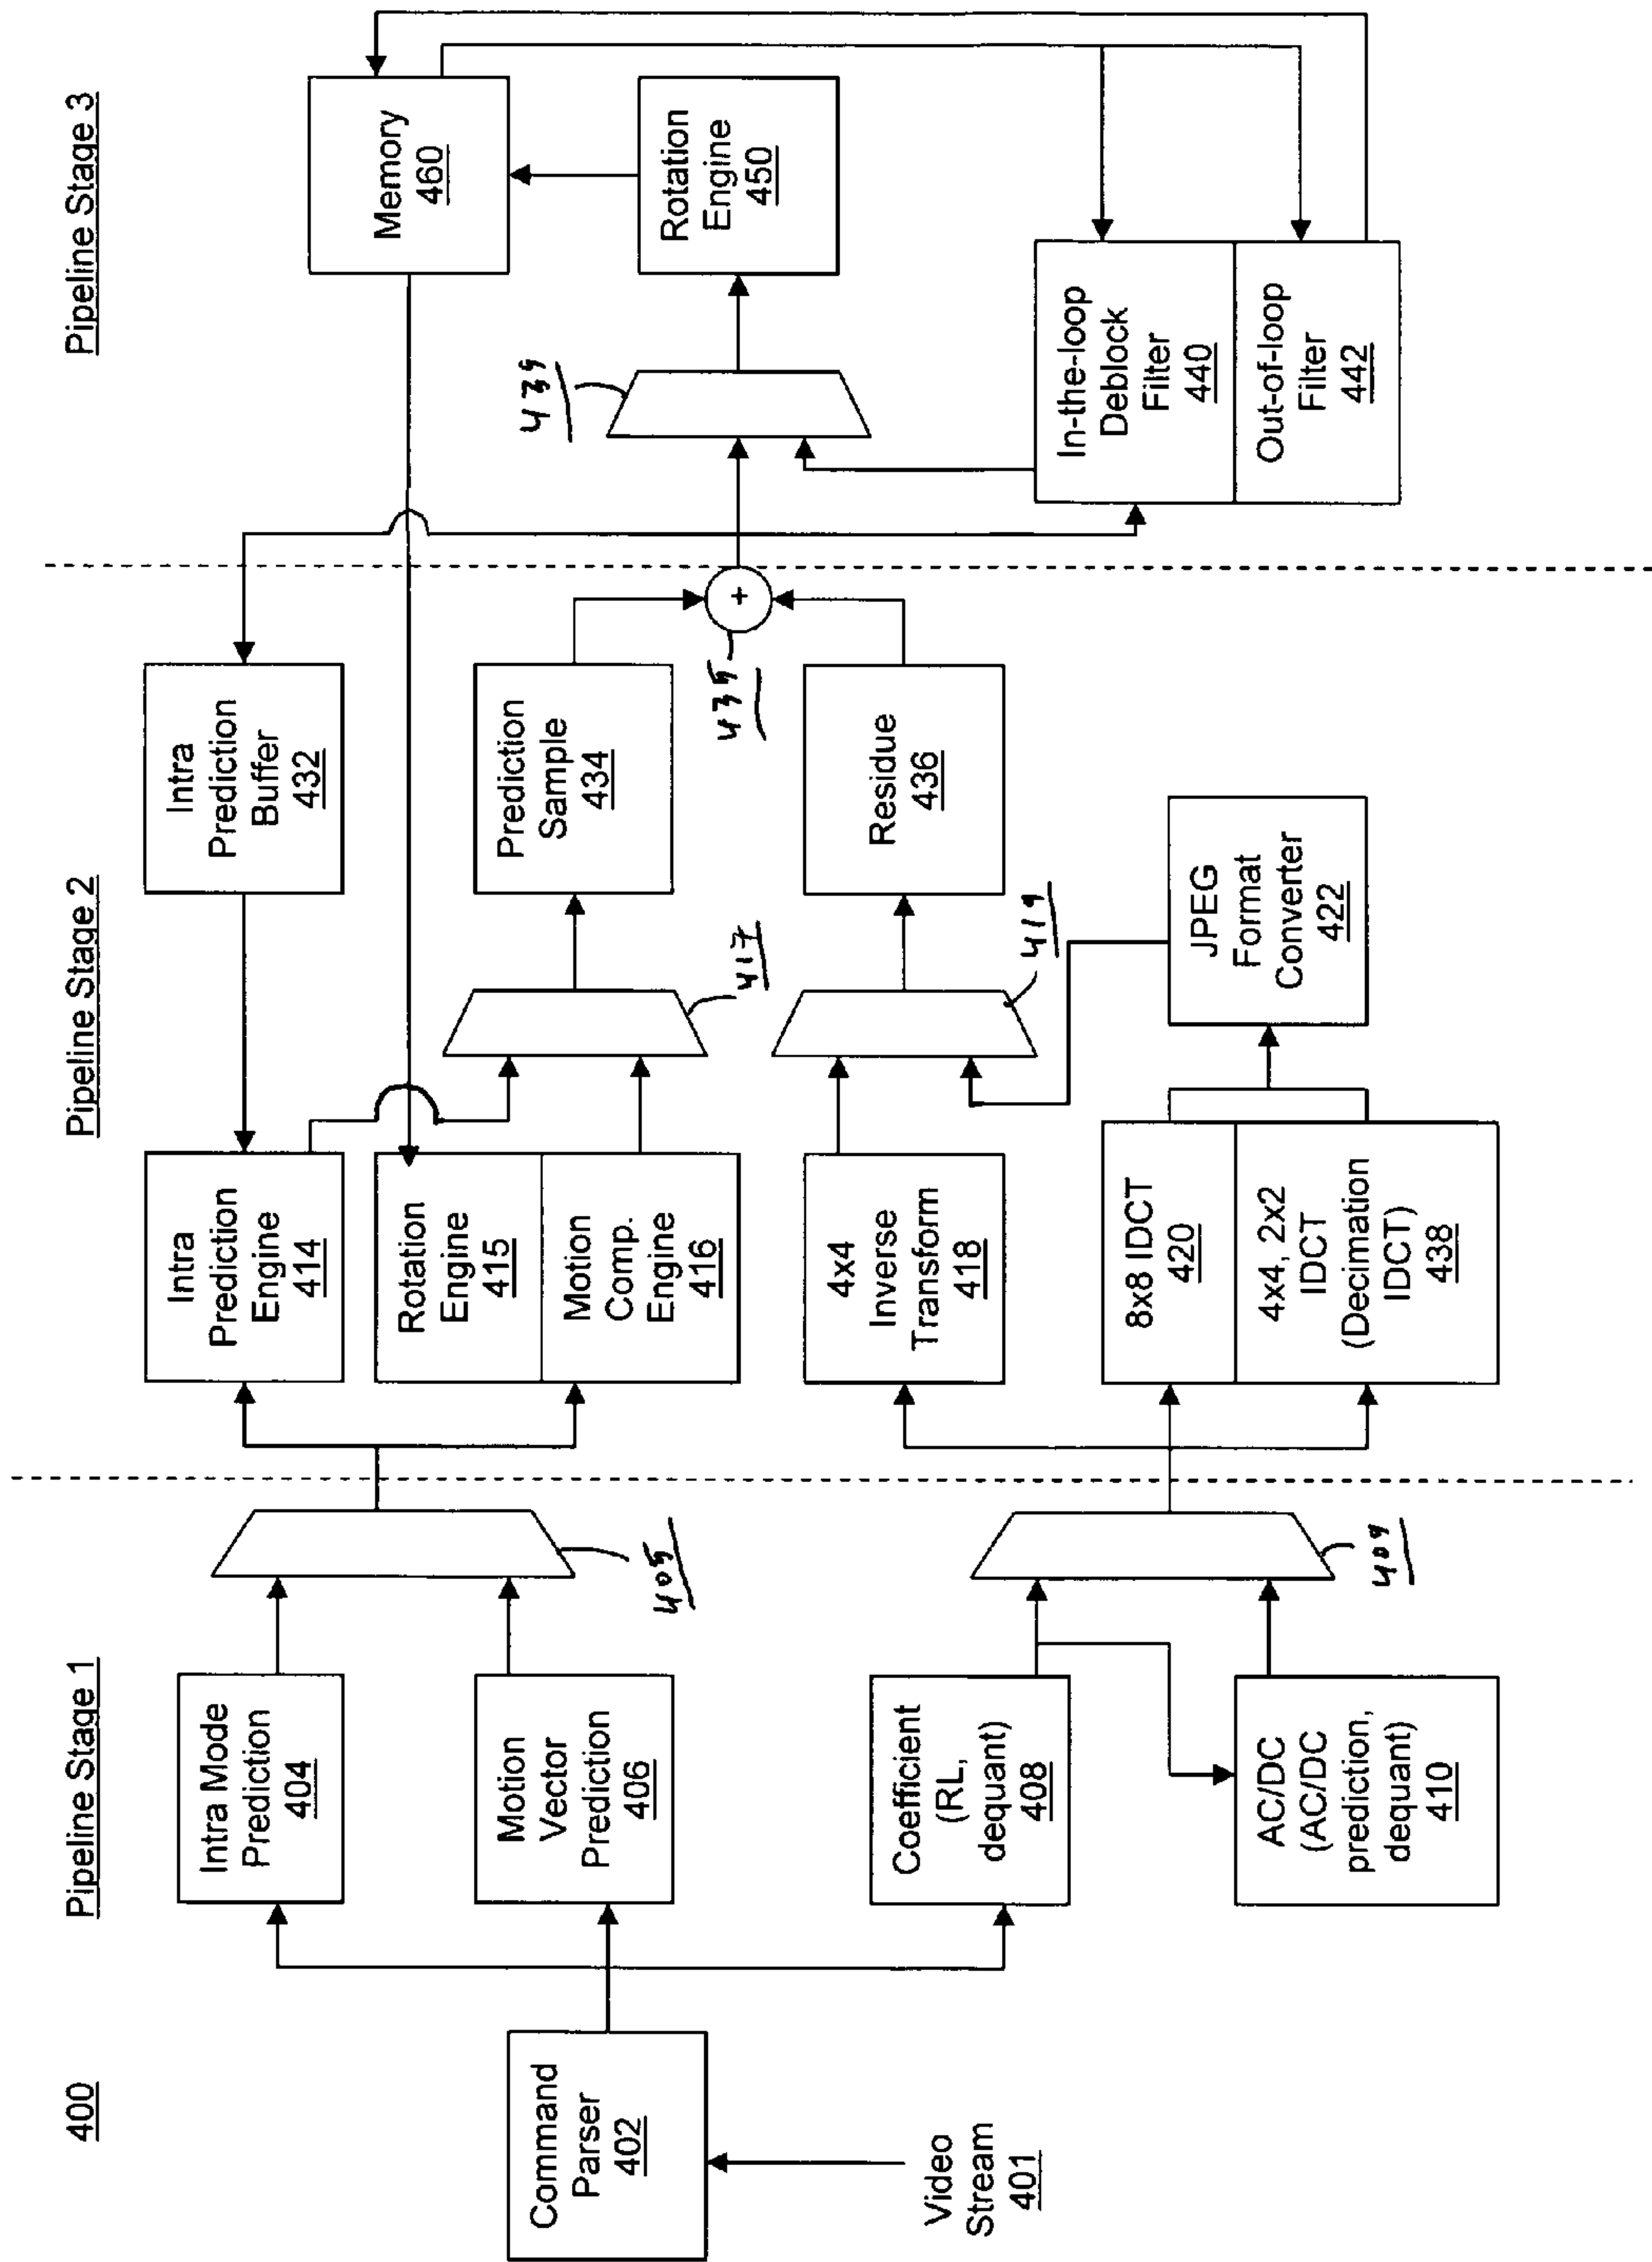 400
Pipeline Stage 1
Pipeline Stage 2
Pipeline Stage 3
Video
Stream
401
Command
Parser
402
Intra Mode
Prediction
404
Motion
Vector
Prediction
406
405
Coefficient
(RL,
dequant)
408
AC/DC
(AC/DC
prediction,
dequant)
410
409
Intra
Prediction
Engine
414
Rotation
Engine
415
Motion
Comp.
Engine
416
4x4
Inverse
Transform
418
8x8 IDCT
420
4x4, 2x2
IDCT
(Decimation
IDCT)
438
417
419
JPEG
Format
Converter
422
Intra
Prediction
Buffer
432
Prediction
Sample
434
Residue
436
435
+
439
Memory
460
Rotation
Engine
450
In-the-loop
Deblock
Filter
440
Out-of-loop
Filter
442